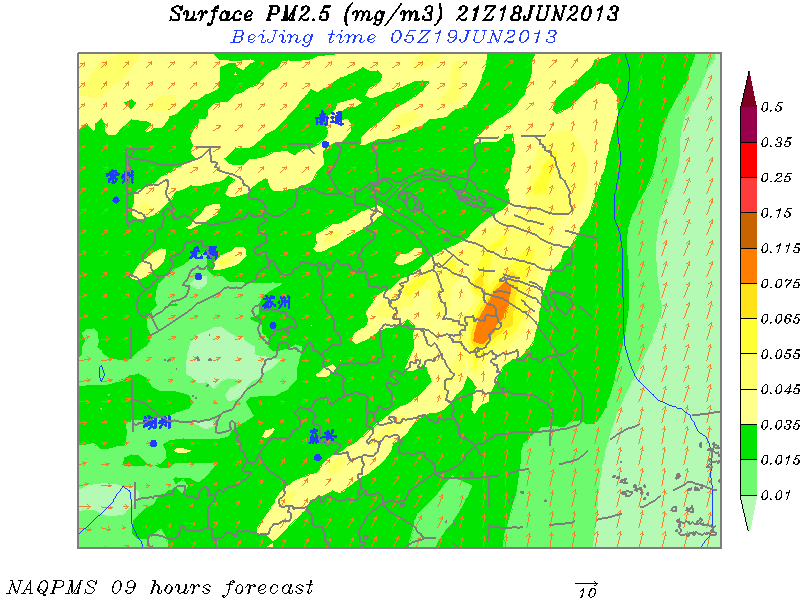 Surface PM2.5 (mg/m3) 21Z18JUN2013
BeiJing time 05Z19JUN2013
南通
常州
无锡
苏州
湖州
嘉兴
0.5
0.35
0.25
0.15
0.115
0.075
0.065
0.055
0.045
0.035
0.015
0.01
NAQPMS 09 hours forecast
10